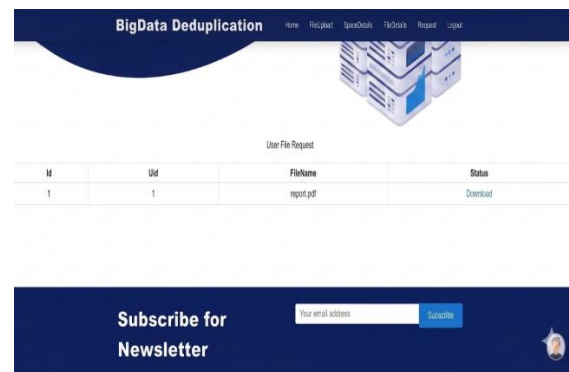 BigData Deduplication Home FileUpload SpaceDetails FileDetails Request Logout
User File Request
Id Uid FileName Status
1 1 report.pdf Download
Subscribe for
Newsletter
Your email address Subscribe